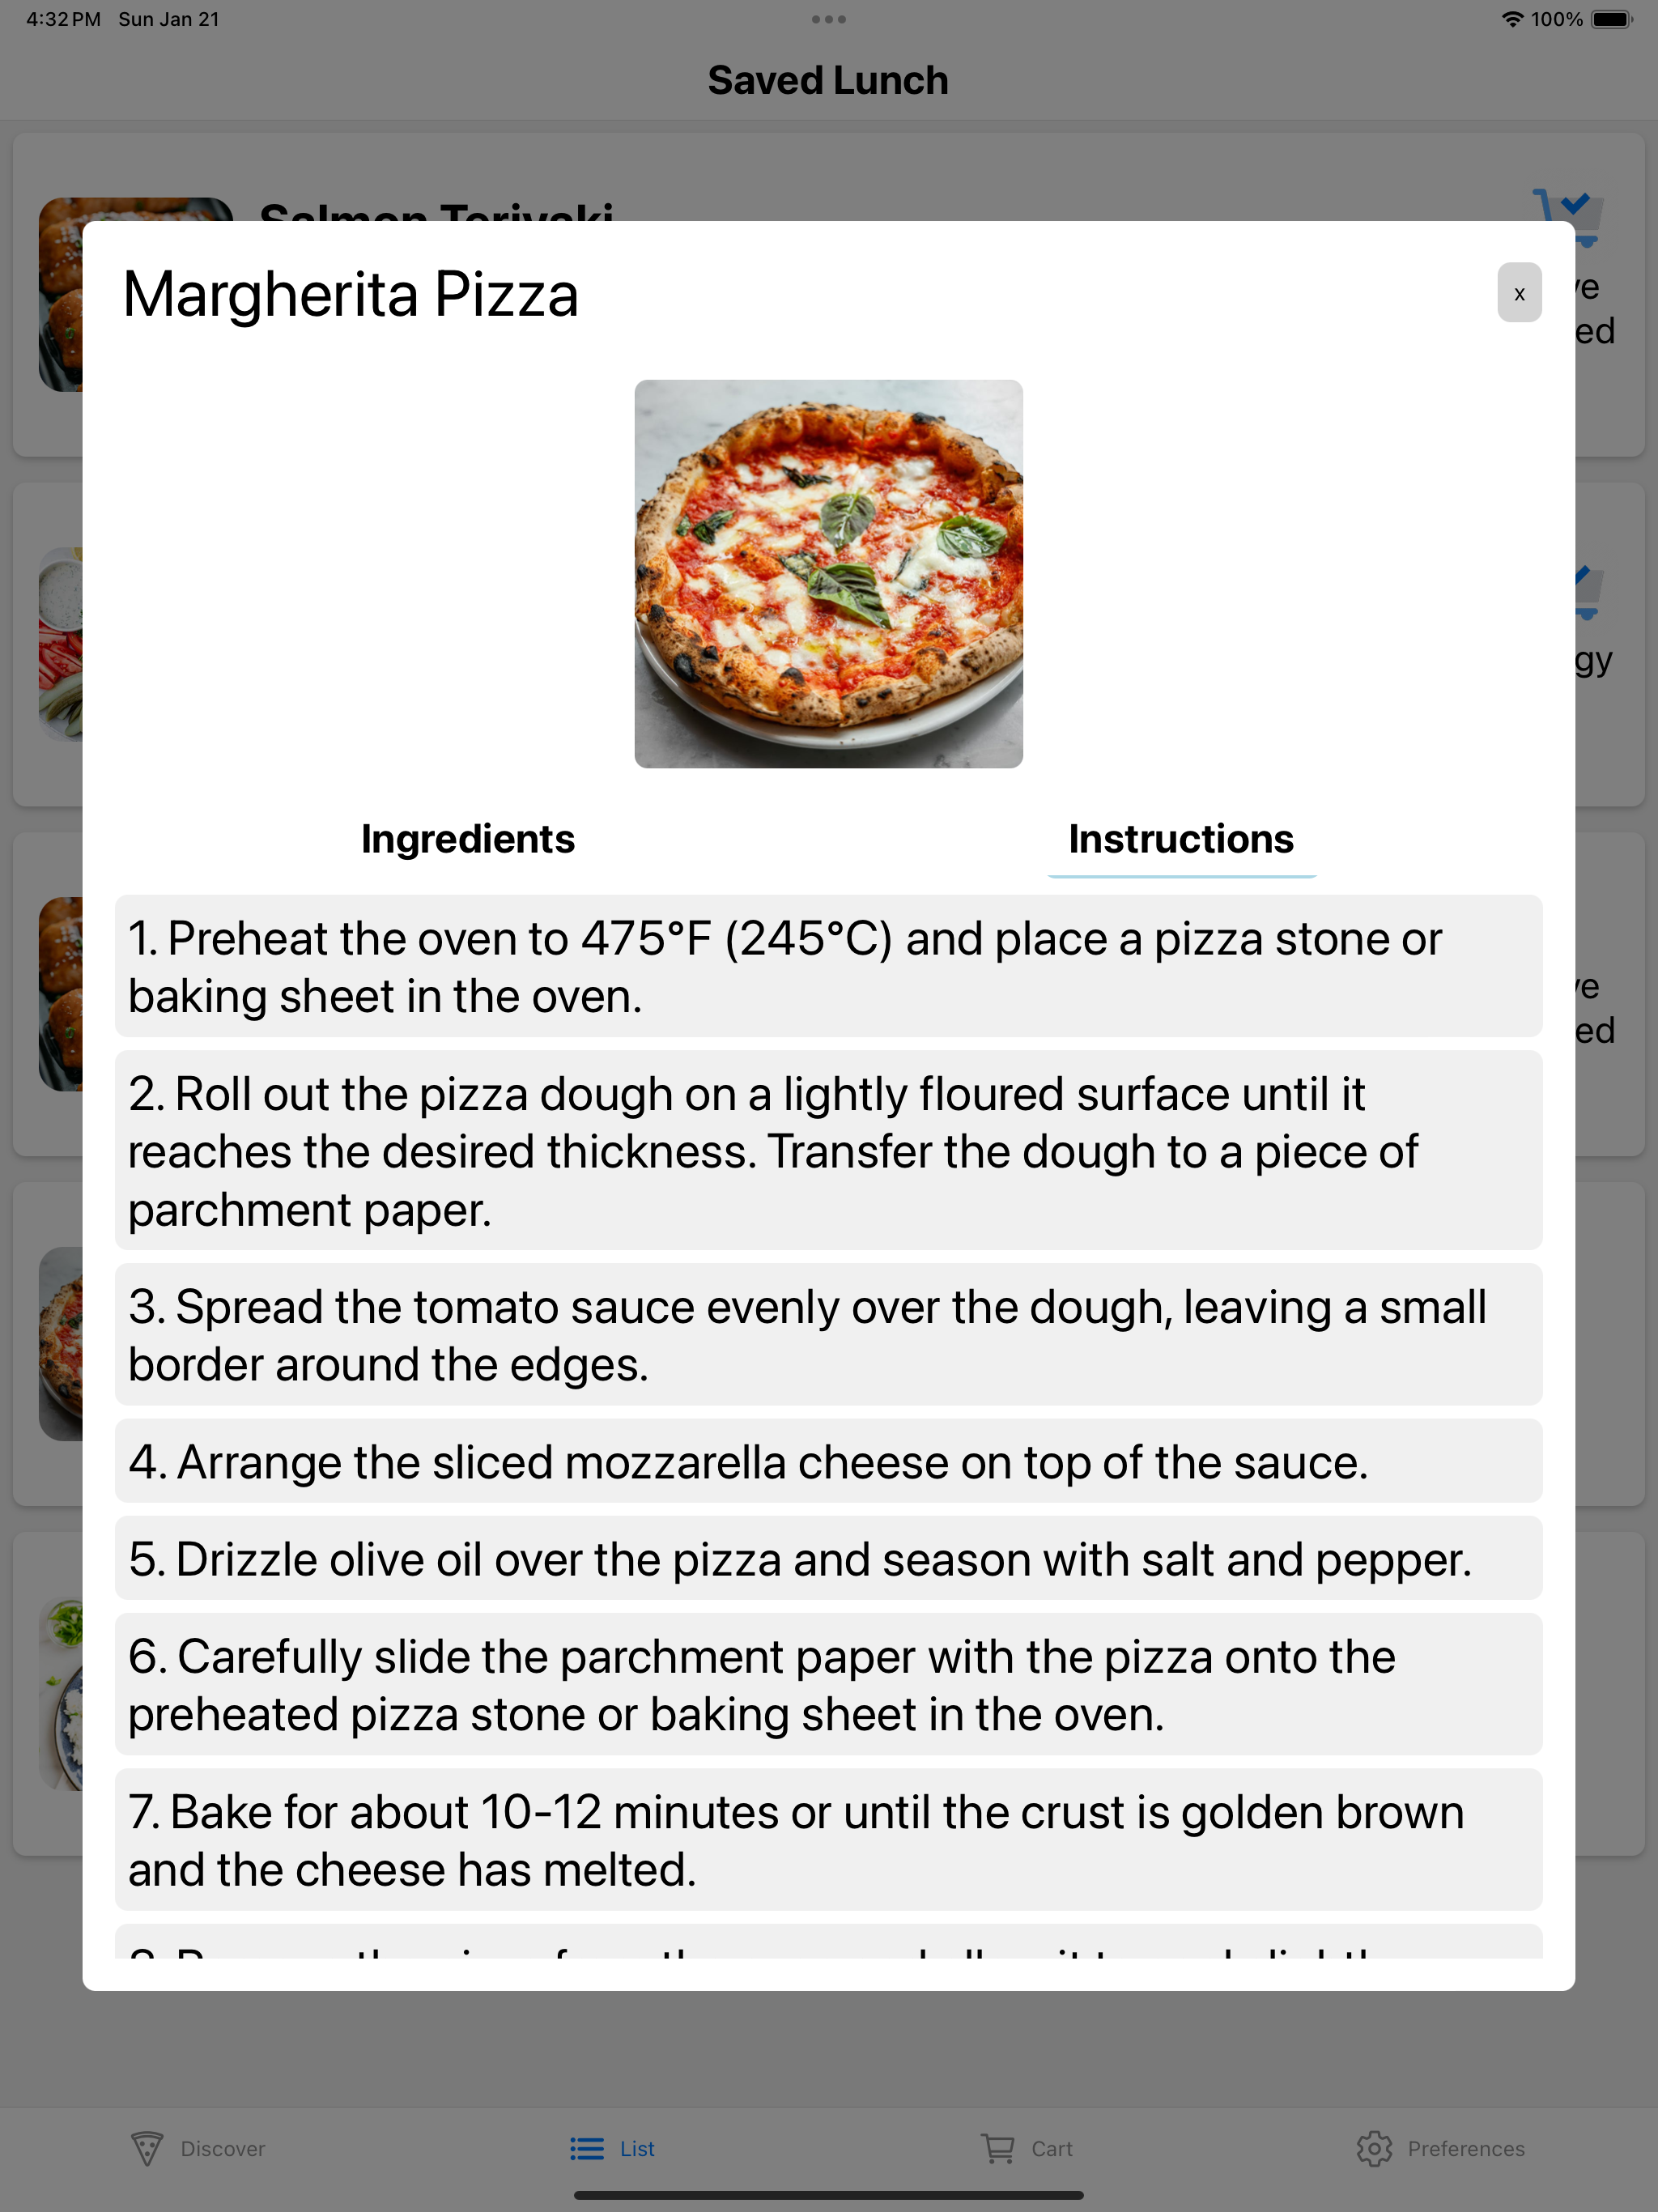 4:32 PM Sun Jan 21
100%
Saved Lunch
Salmon Teriyaki
Margherita Pizza
x
ve
ed
gy
Ingredients
Instructions
1. Preheat the oven to 475°F (245°C) and place a pizza stone or
baking sheet in the oven.
ve
ed
2. Roll out the pizza dough on a lightly floured surface until it
reaches the desired thickness. Transfer the dough to a piece of
parchment paper.
3. Spread the tomato sauce evenly over the dough, leaving a small
border around the edges.
4. Arrange the sliced mozzarella cheese on top of the sauce.
5. Drizzle olive oil over the pizza and season with salt and pepper.
6. Carefully slide the parchment paper with the pizza onto the
preheated pizza stone or baking sheet in the oven.
7. Bake for about 10-12 minutes or until the crust is golden brown
and the cheese has melted.
Discover
List
Cart
Preferences